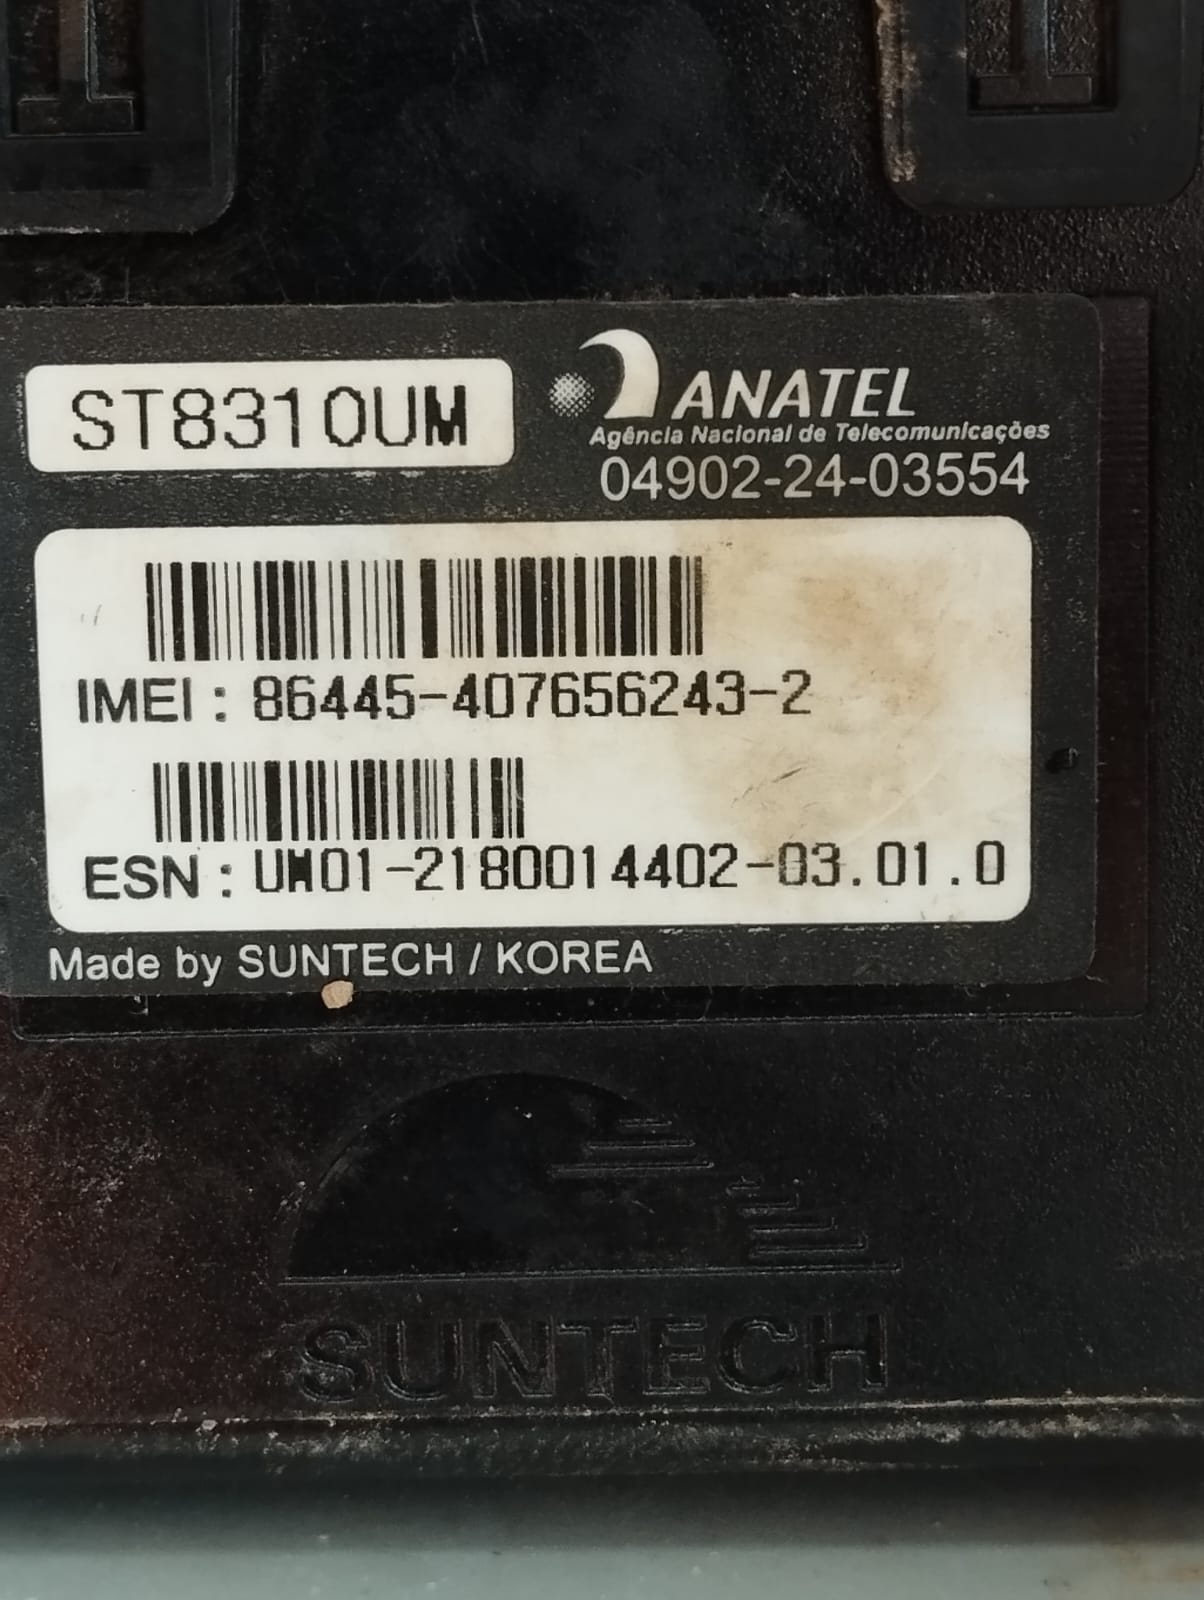 ST8310UM
ANATEL
Agência Nacional de Telecomunicações
04902-24-03554
IMEI : 86445-407656243-2
ESN : UM01-2180014402-03.01.0
Made by SUNTECH / KOREA
SUNTECH